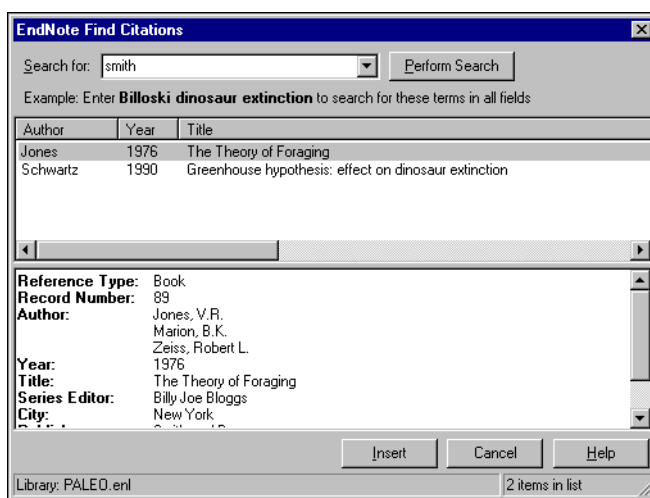 EndNote Find Citations
Search for: smith Perform Search
Example: Enter Billoski dinosaur extinction to search for these terms in all fields
Author Year Title
Jones 1976 The Theory of Foraging
Schwartz 1990 Greenhouse hypothesis: effect on dinosaur extinction
Reference Type: Book
Record Number: 89
Author: Jones, V.R.
Marion, B.K.
Zeiss, Robert L.
Year: 1976
Title: The Theory of Foraging
Series Editor: Billy Joe Bloggs
City: New York
Insert Cancel Help
Library: PALEO.enl 2 items in list